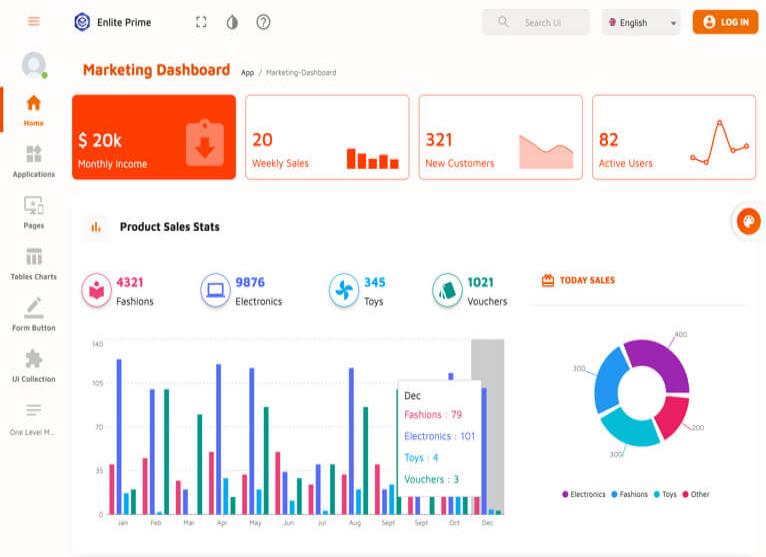 Enlite Prime
Search Ui
English
LOG IN
Marketing Dashboard
App / Marketing-Dashboard
Home
Applications
Pages
Tables Charts
Form Button
Ui Collection
One Level M...
$ 20k
Monthly Income
20
Weekly Sales
321
New Customers
82
Active Users
Product Sales Stats
4321
Fashions
9876
Electronics
345
Toys
1021
Vouchers
TODAY SALES
140
105
70
35
0
Jan
Feb
Mar
Apr
May
Jun
Jul
Aug
Sept
Sept
Oct
Dec
Dec
Fashions : 79
Electronics : 101
Toys : 4
Vouchers : 3
400
300
300
200
Electronics
Fashions
Toys
Other